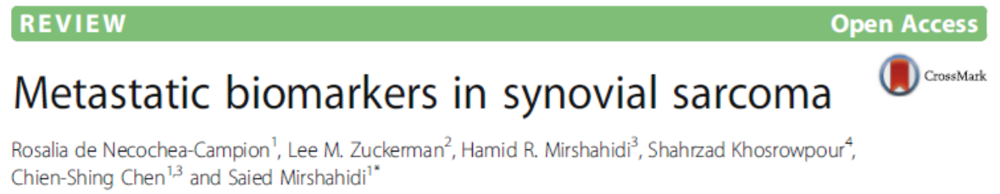 REVIEW Open Access
Metastatic biomarkers in synovial sarcoma
CrossMark
Rosalia de Necochea-Campion1, Lee M. Zuckerman2, Hamid R. Mirshahidi3, Shahrzad Khosrowpour4,
Chien-Shing Chen1,3 and Saied Mirshahidi1*